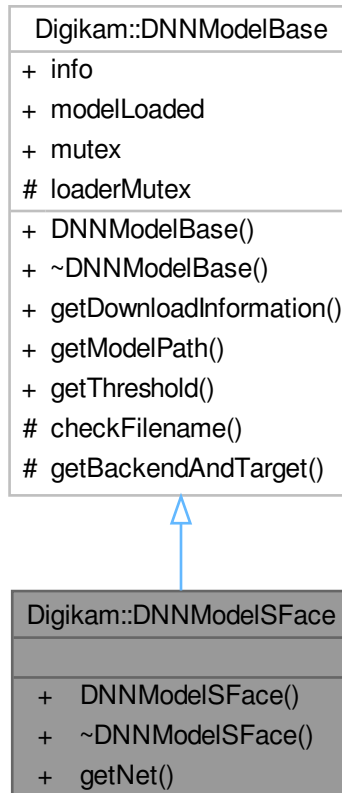 Digikam::DNNModelBase
+ info
+ modelLoaded
+ mutex
# loaderMutex
+ DNNModelBase()
+ ~DNNModelBase()
+ getDownloadInformation()
+ getModelPath()
+ getThreshold()
# checkFilename()
# getBackendAndTarget()
Digikam::DNNModelSFace
+ DNNModelSFace()
+ ~DNNModelSFace()
+ getNet()